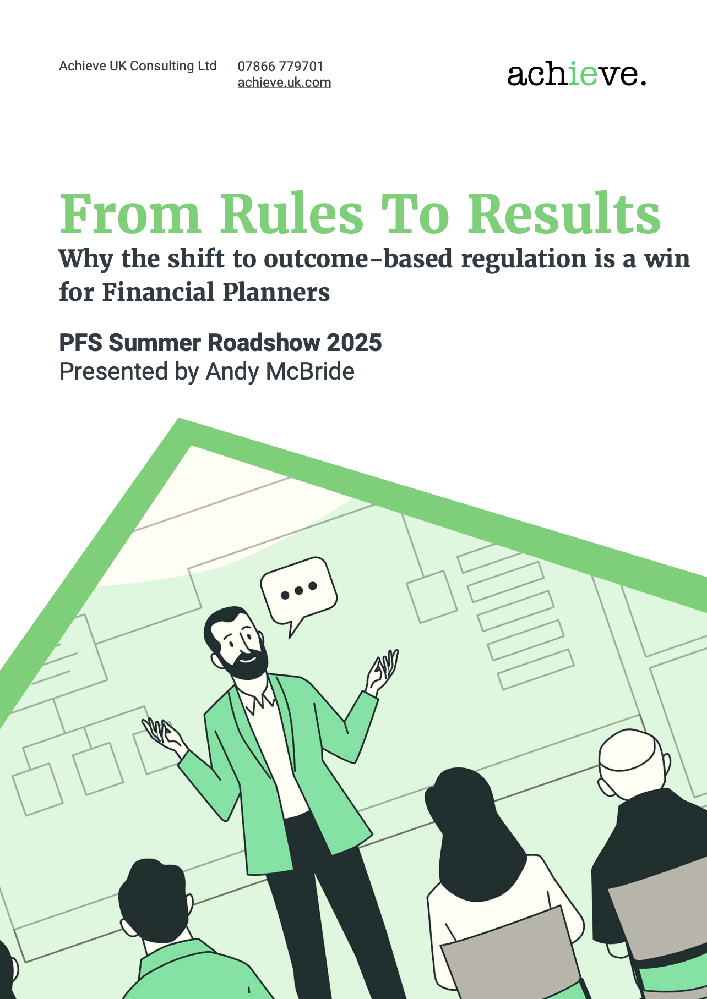 Achieve UK Consulting Ltd
07866 779701
achieve.uk.com
achieve.
From Rules To Results
Why the shift to outcome-based regulation is a win
for Financial Planners
PFS Summer Roadshow 2025
Presented by Andy McBride